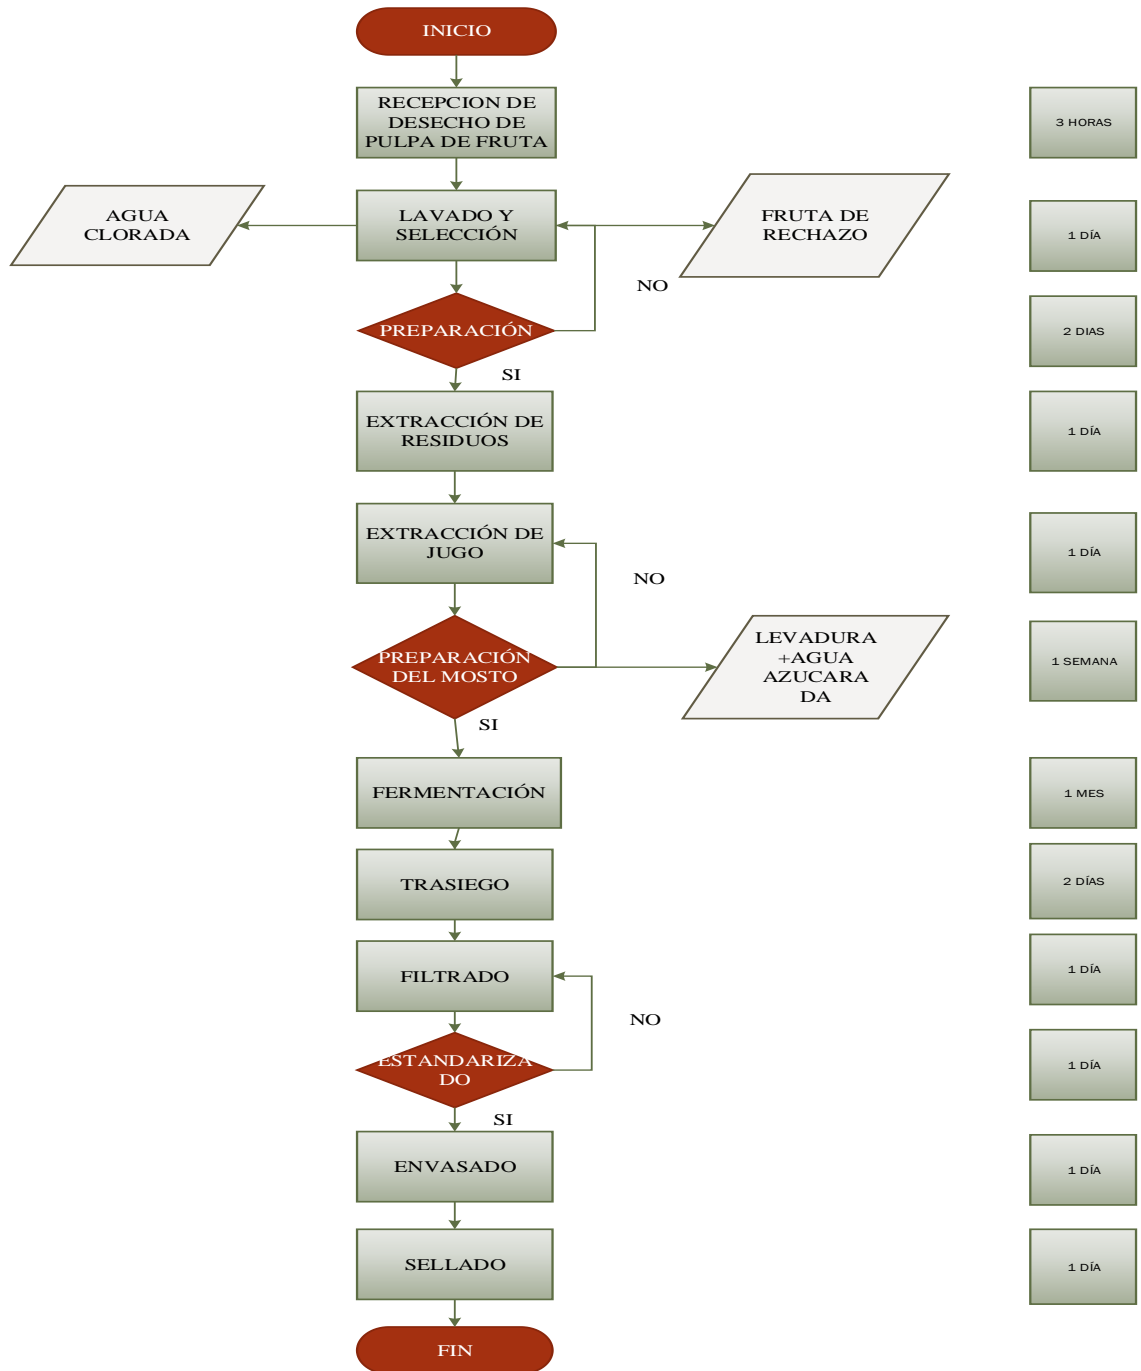 INICIO
RECEPCION DE
DESECHO DE
PULPA DE FRUTA
3 HORAS
AGUA
CLORADA
LAVADO Y
SELECCIÓN
FRUTA DE
RECHAZO
1 DÍA
NO
PREPARACIÓN
2 DIAS
SI
EXTRACCIÓN DE
RESIDUOS
1 DÍA
EXTRACCIÓN DE
JUGO
1 DÍA
NO
PREPARACIÓN
DEL MOSTO
LEVADURA
+AGUA
AZUCARA
DA
1 SEMANA
SI
FERMENTACIÓN
1 MES
TRASIEGO
2 DÍAS
FILTRADO
1 DÍA
NO
ESTANDARIZA
DO
1 DÍA
SI
ENVASADO
1 DÍA
SELLADO
1 DÍA
FIN